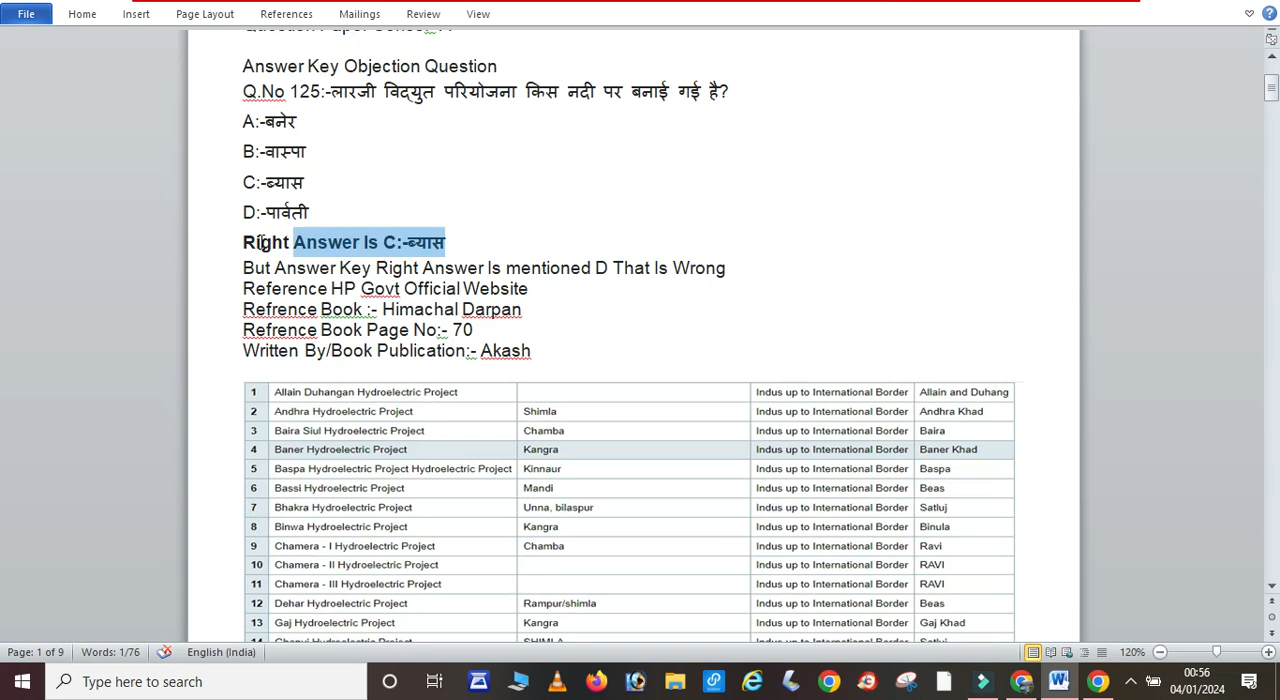 File Home Insert Page Layout References Mailings Review View
Answer Key Objection Question
Q.No 125:-लारजी विद्युत परियोजना किस नदी पर बनाई गई है?
A:-बनेर
B:-वास्पा
C:-ब्यास
D:-पार्वती
Right Answer Is C:-ब्यास
But Answer Key Right Answer Is mentioned D That Is Wrong
Reference HP Govt Official Website
Refrence Book :- Himachal Darpan
Refrence Book Page No:- 70
Written By/Book Publication:- Akash
1 Allain Duhangan Hydroelectric Project Indus up to International Border Allain and Duhang
2 Andhra Hydroelectric Project Shimla Indus up to International Border Andhra Khad
3 Baira Siul Hydroelectric Project Chamba Indus up to International Border Baira
4 Baner Hydroelectric Project Kangra Indus up to International Border Baner Khad
5 Baspa Hydroelectric Project Hydroelectric Project Kinnaur Indus up to International Border Baspa
6 Bassi Hydroelectric Project Mandi Indus up to International Border Beas
7 Bhakra Hydroelectric Project Unna, bilaspur Indus up to International Border Satluj
8 Binwa Hydroelectric Project Kangra Indus up to International Border Binula
9 Chamera - I Hydroelectric Project Chamba Indus up to International Border Ravi
10 Chamera - II Hydroelectric Project Indus up to International Border RAVI
11 Chamera - III Hydroelectric Project Indus up to International Border RAVI
12 Dehar Hydroelectric Project Rampur/shimla Indus up to International Border Beas
13 Gaj Hydroelectric Project Kangra Indus up to International Border Gaj Khad
Page: 1 of 9 Words: 1/76 English (India) 120%
Type here to search 00:56
04/01/2024